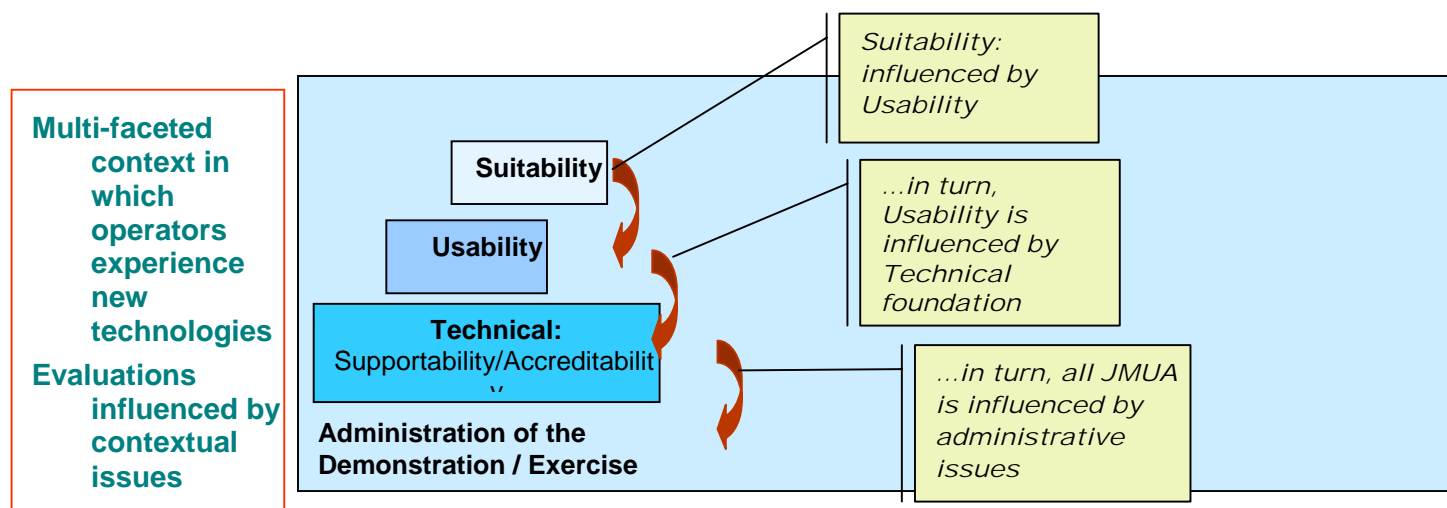 Multi-faceted
context in
which
operators
experience
new
technologies
Evaluations
influenced by
contextual
issues
Suitability
Usability
Technical:
Supportability/Accreditabilit
y
Administration of the
Demonstration / Exercise
Suitability:
influenced by
Usability
...in turn,
Usability is
influenced by
Technical
foundation
...in turn, all JMUA
is influenced by
administrative
issues